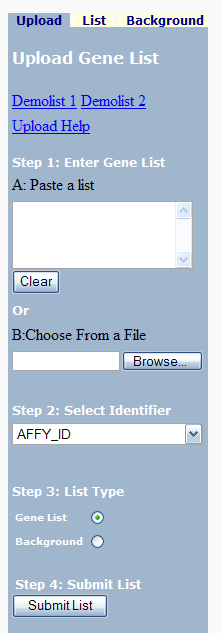 Upload List Background
Upload Gene List
Demolist 1 Demolist 2
Upload Help
Step 1: Enter Gene List
A: Paste a list
Clear
Or
B:Choose From a File
Browse...
Step 2: Select Identifier
AFFY_ID
Step 3: List Type
Gene List
Background
Step 4: Submit List
Submit List